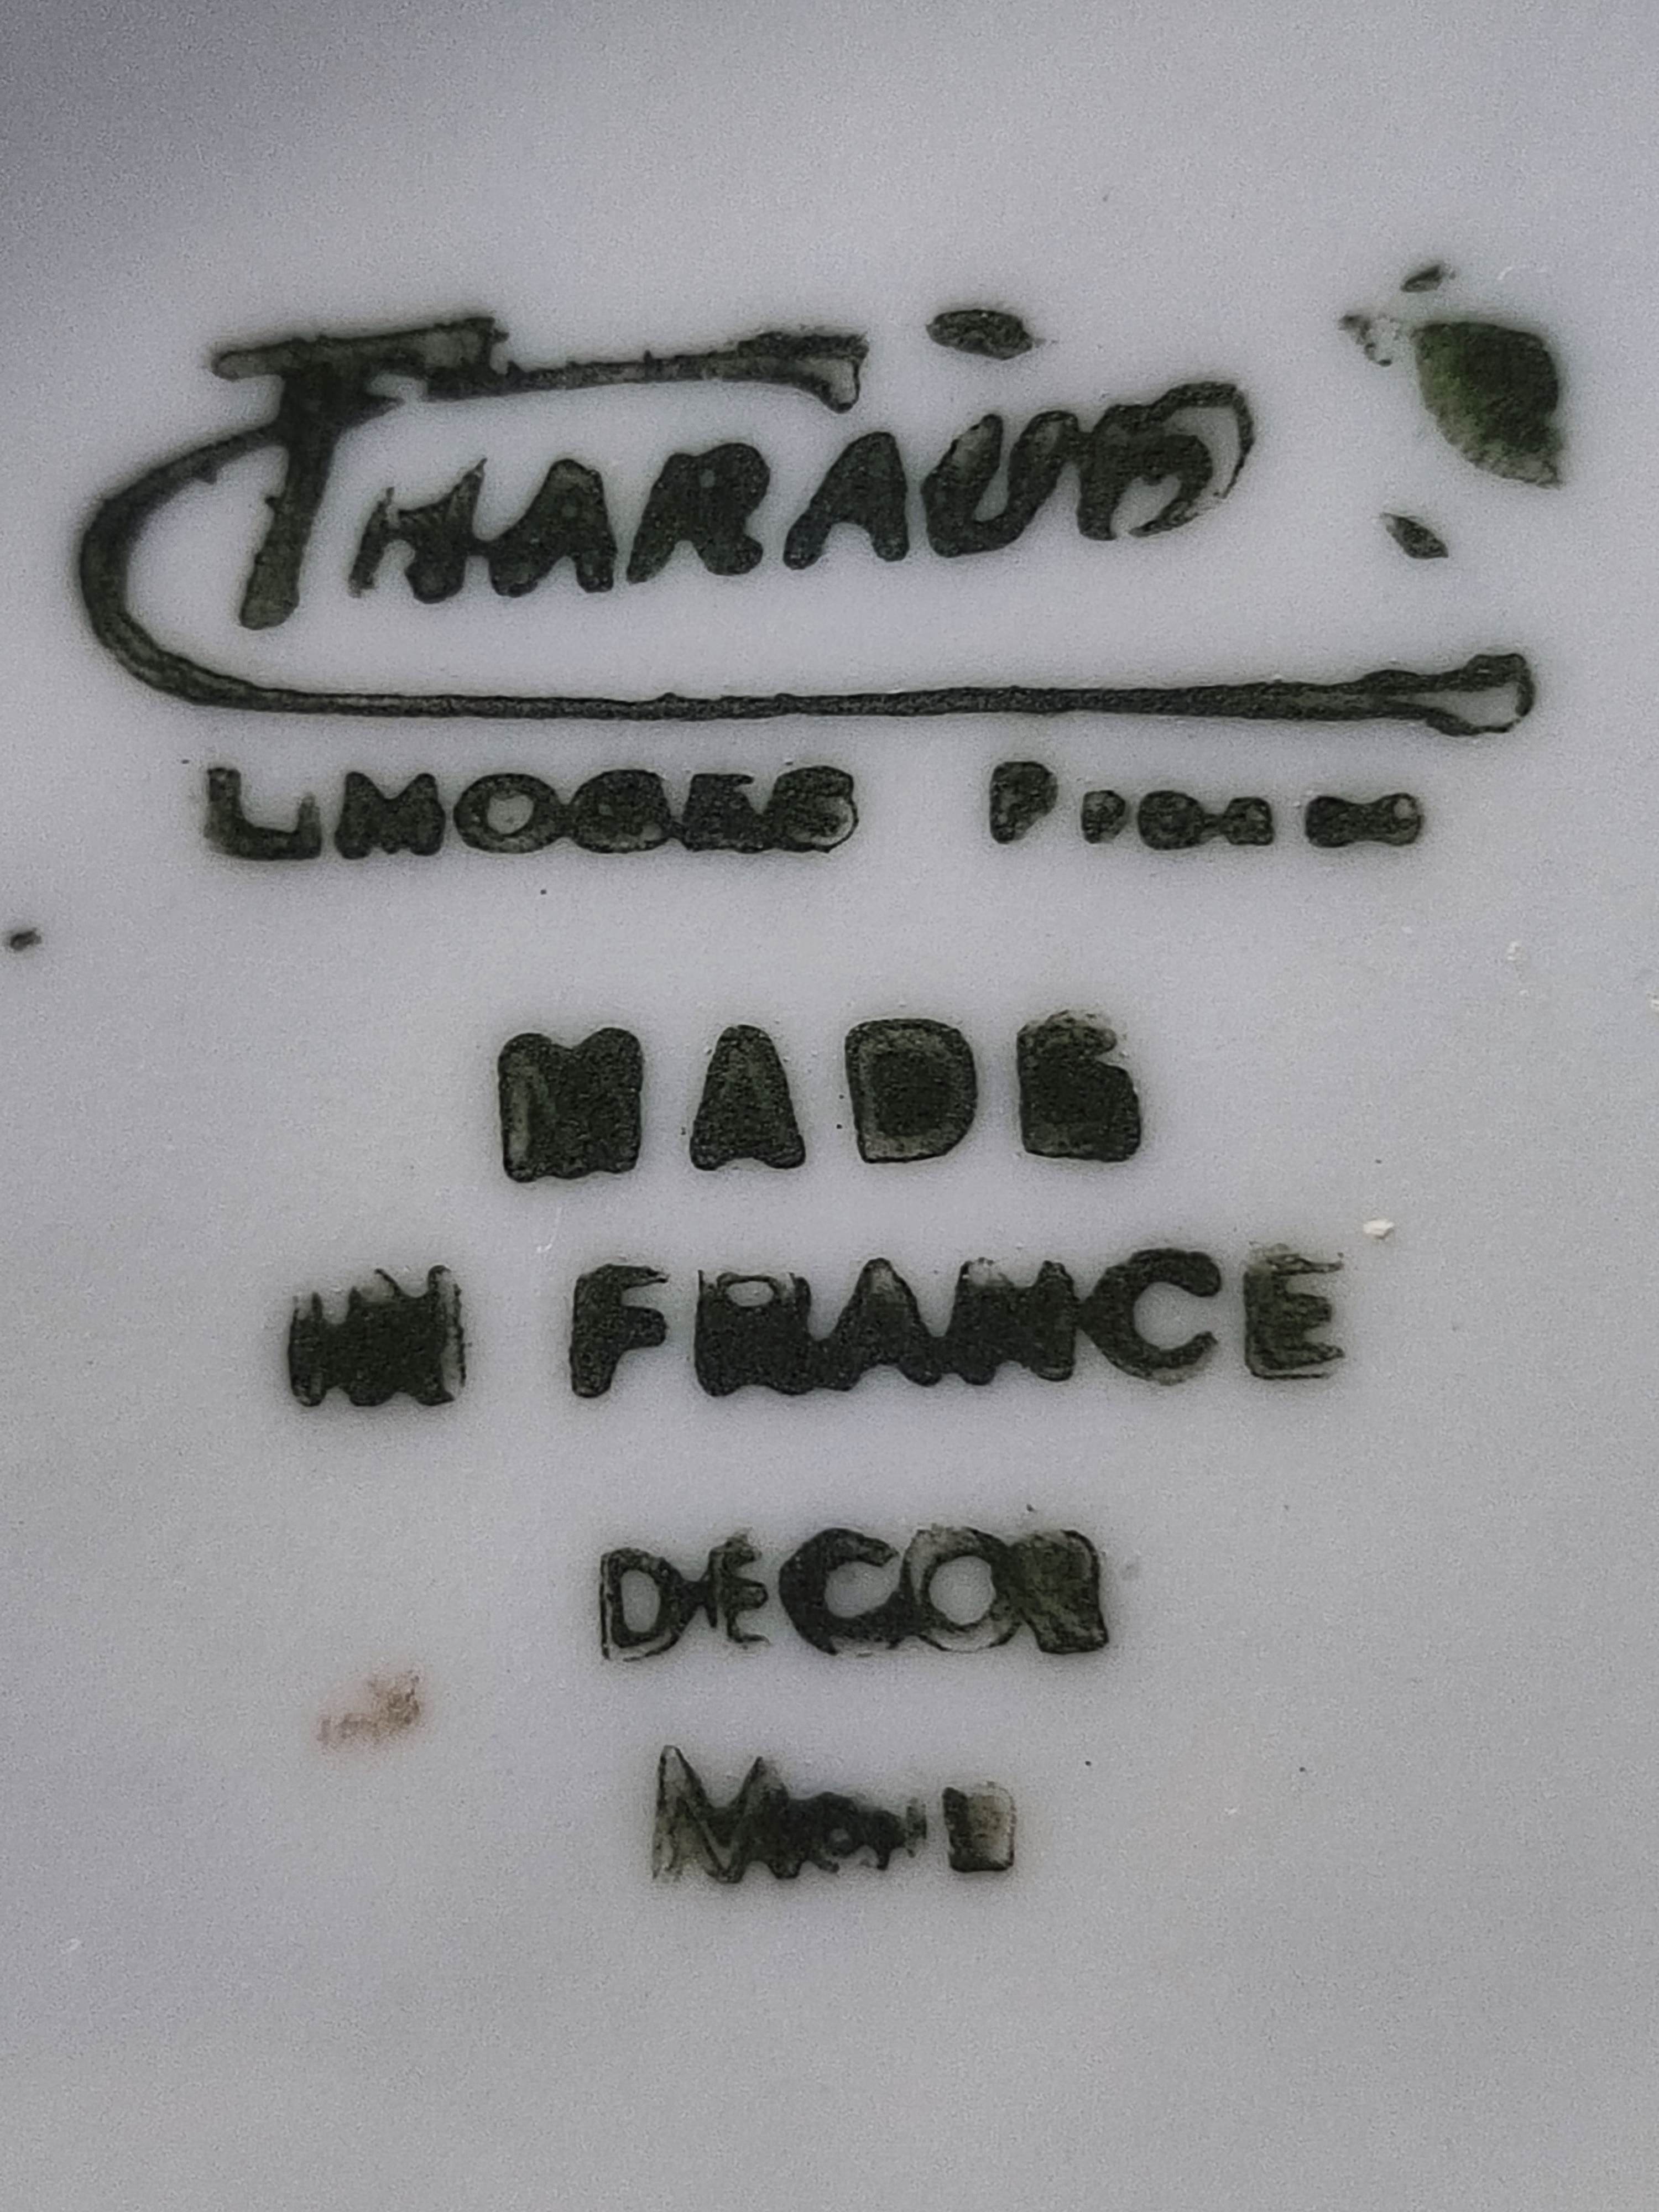 THARAUD
LIMOGES
MADE
IN FRANCE
DECOR